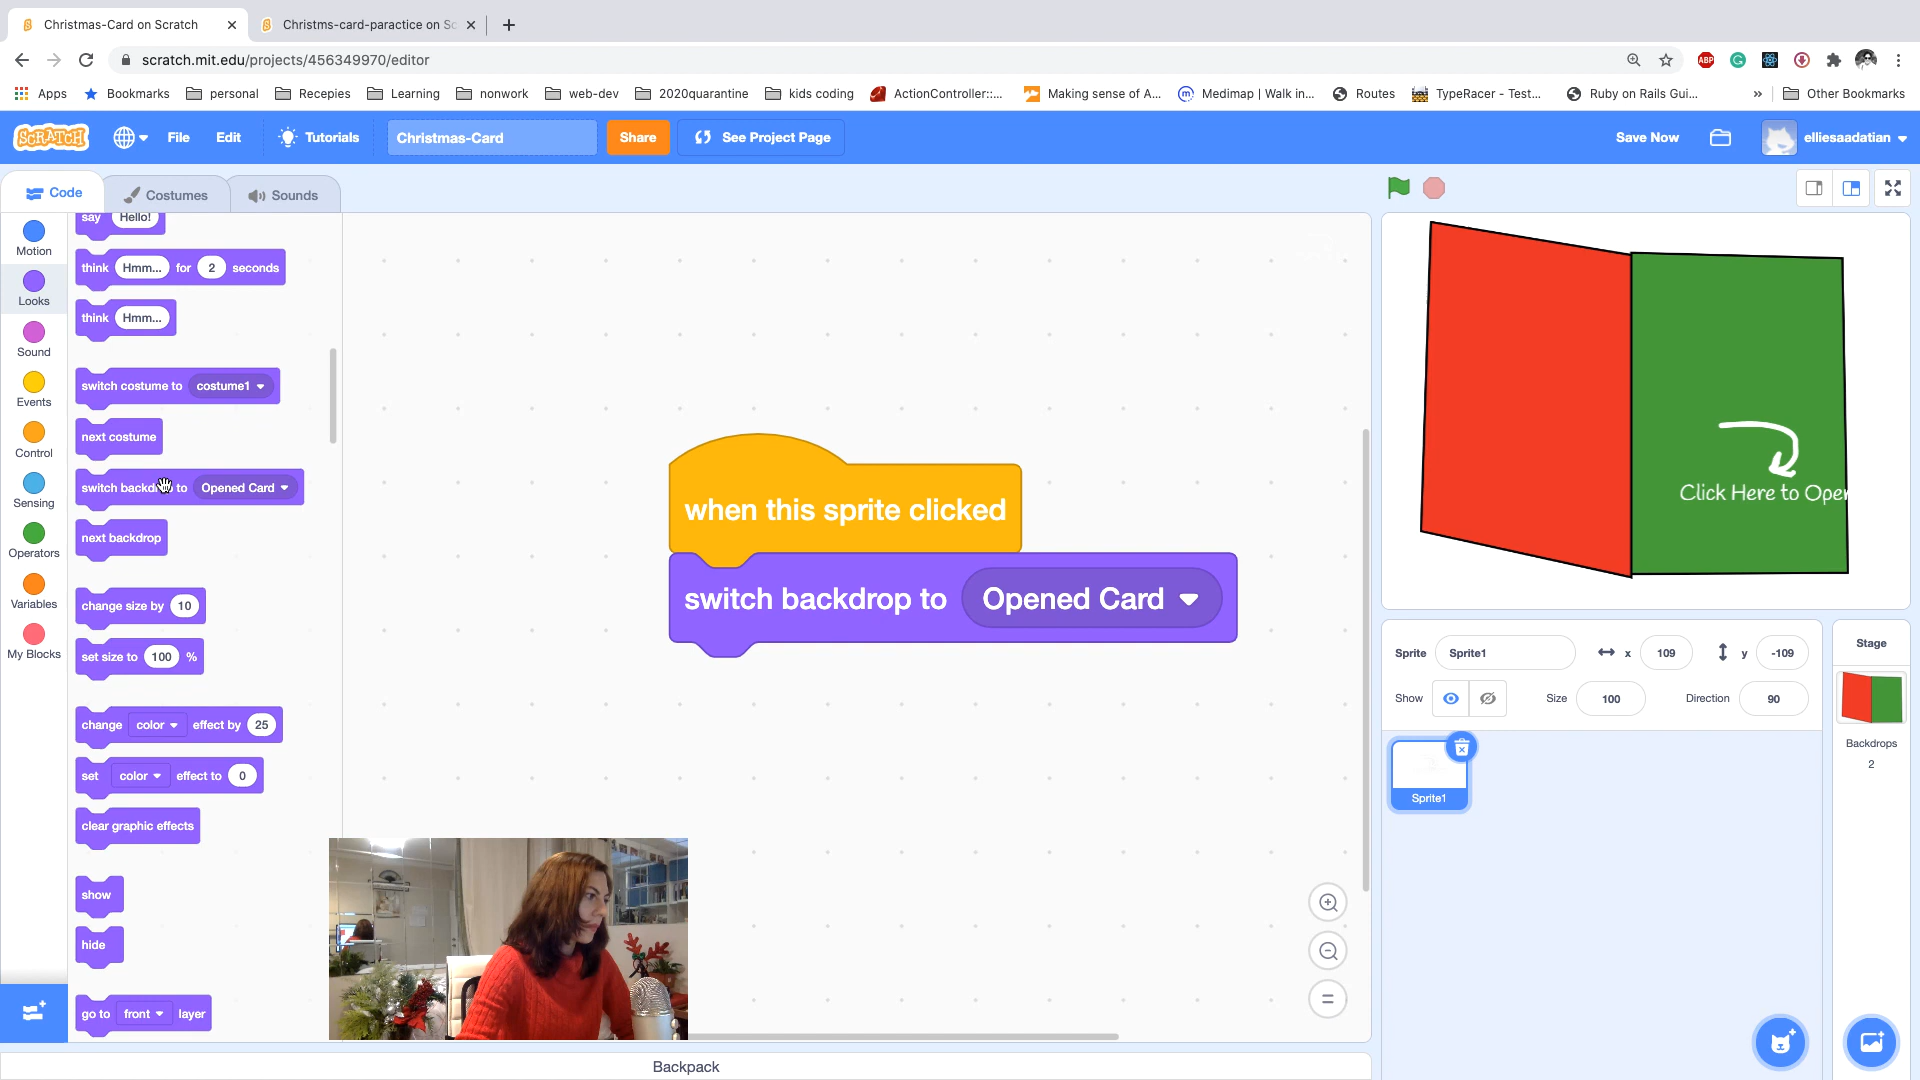 Christmas-Card on Scratch
Christms-card-paractice on Sc
scratch.mit.edu/projects/456349970/editor
ABP
Apps
Bookmarks
personal
Recepies
Learning
nonwork
web-dev
2020quarantine
kids coding
ActionController::...
Making sense of A...
Medimap | Walk in...
Routes
TypeRacer - Test...
Ruby on Rails Gui...
»
Other Bookmarks
SCRATCH
File
Edit
Tutorials
Christmas-Card
Share
See Project Page
Save Now
elliesaadatian
Code
Costumes
Sounds
Motion
Looks
Sound
Events
Control
Sensing
Operators
Variables
My Blocks
say Hello!
think Hmm... for 2 seconds
think Hmm...
switch costume to costume1
next costume
switch backd to Opened Card
next backdrop
change size by 10
set size to 100 %
change color effect by 25
set color effect to 0
clear graphic effects
show
hide
go to front layer
when this sprite clicked
switch backdrop to Opened Card
Click Here to Open
Sprite Sprite1 x 109 y -109
Show Size 100 Direction 90
Sprite1
Stage
Backdrops
2
Backpack